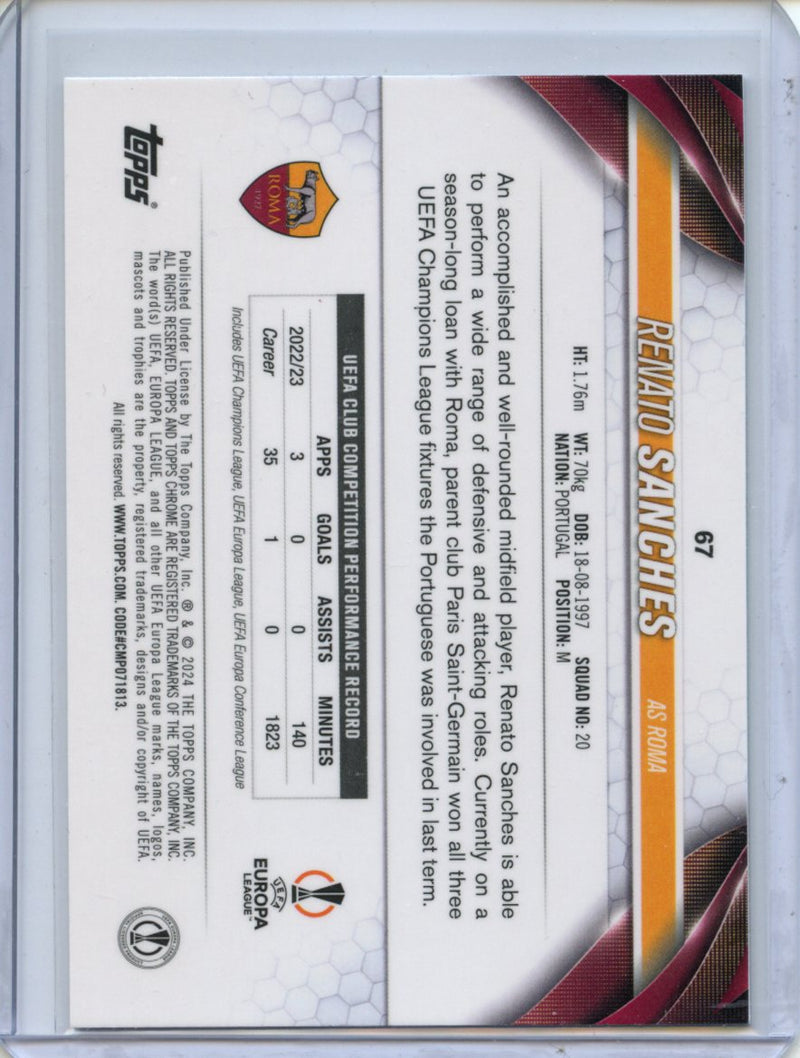 67
RENATO SANCHES AS ROMA
HT: 1.76m WT: 70kg DOB: 18-08-1997 SQUAD NO: 20
NATION: PORTUGAL POSITION: M
An accomplished and well-rounded midfield player, Renato Sanches is able
to perform a wide range of defensive and attacking roles. Currently on a
season-long loan with Roma, parent club Paris Saint-Germain won all three
UEFA Champions League fixtures the Portuguese was involved in last term.
ROMA
1927
UEFA CLUB COMPETITION PERFORMANCE RECORD
APPS GOALS ASSISTS MINUTES
2022/23 3 0 0 140
Career 35 1 0 1823
Includes UEFA Champions League, UEFA Europa League, UEFA Europa Conference League
UEFA
EUROPA
LEAGUE™
topps®
Published Under License by The Topps Company, Inc. ® & © 2024 THE TOPPS COMPANY, INC.
ALL RIGHTS RESERVED. TOPPS AND TOPPS CHROME ARE REGISTERED TRADEMARKS OF THE TOPPS COMPANY, INC.
The word(s) UEFA, EUROPA LEAGUE, and all other UEFA Europa League marks, names, logos,
mascots and trophies are the property, registered trademarks, designs and/or copyright of UEFA.
All rights reserved. WWW.TOPPS.COM. CODE#CMP071813.